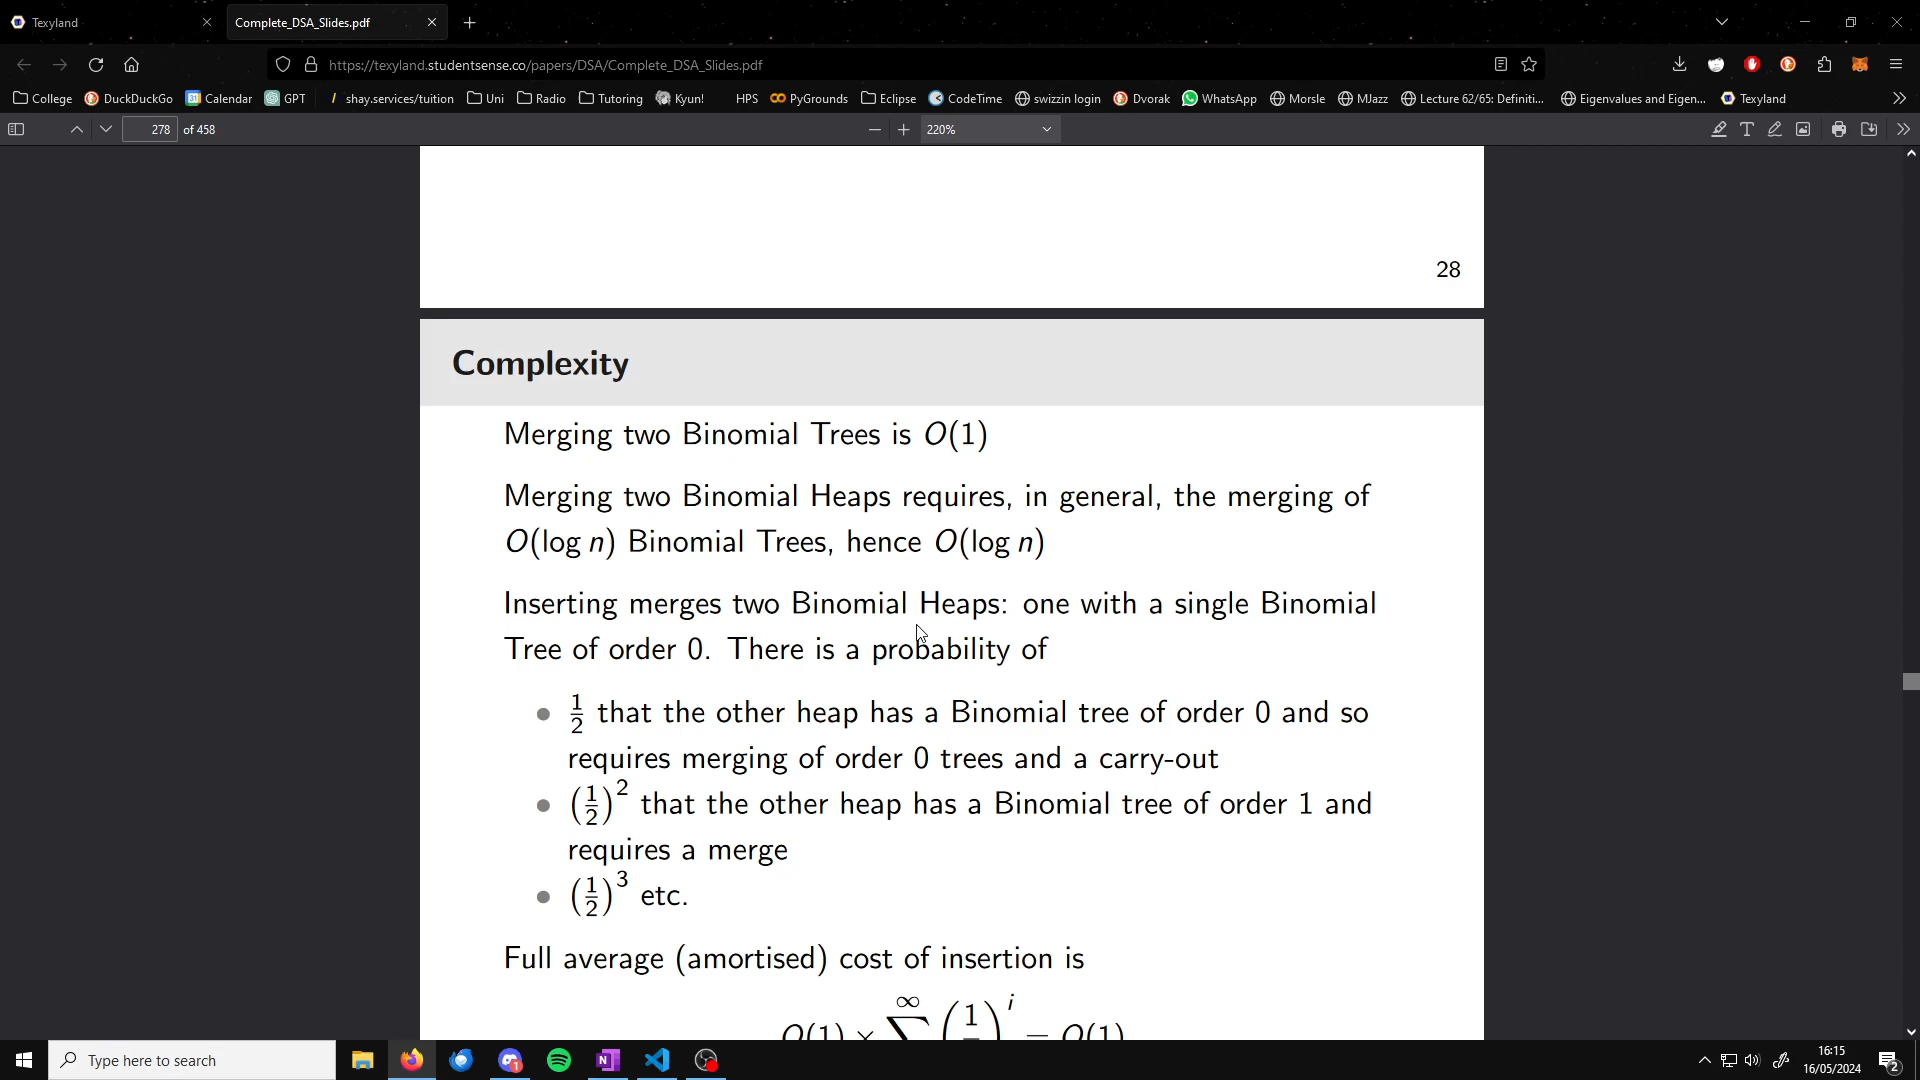 Texyland
Complete_DSA_Slides.pdf
https://texyland.studentsense.co/papers/DSA/Complete_DSA_Slides.pdf
College DuckDuckGo Calendar GPT shay.services/tuition Uni Radio Tutoring Kyun! HPS PyGrounds Eclipse CodeTime swizzin login Dvorak WhatsApp Morsle MJazz Lecture 62/65: Definiti... Eigenvalues and Eigen... Texyland
278 of 458 220%
28
Complexity
Merging two Binomial Trees is O(1)
Merging two Binomial Heaps requires, in general, the merging of
O(log n) Binomial Trees, hence O(log n)
Inserting merges two Binomial Heaps: one with a single Binomial
Tree of order 0. There is a probability of
• 1/2 that the other heap has a Binomial tree of order 0 and so
requires merging of order 0 trees and a carry-out
• (1/2)^2 that the other heap has a Binomial tree of order 1 and
requires a merge
• (1/2)^3 etc.
Full average (amortised) cost of insertion is
O(1) × ∑ ∞ (1/ )^i = O(1)
Type here to search
1
16:15
16/05/2024
2